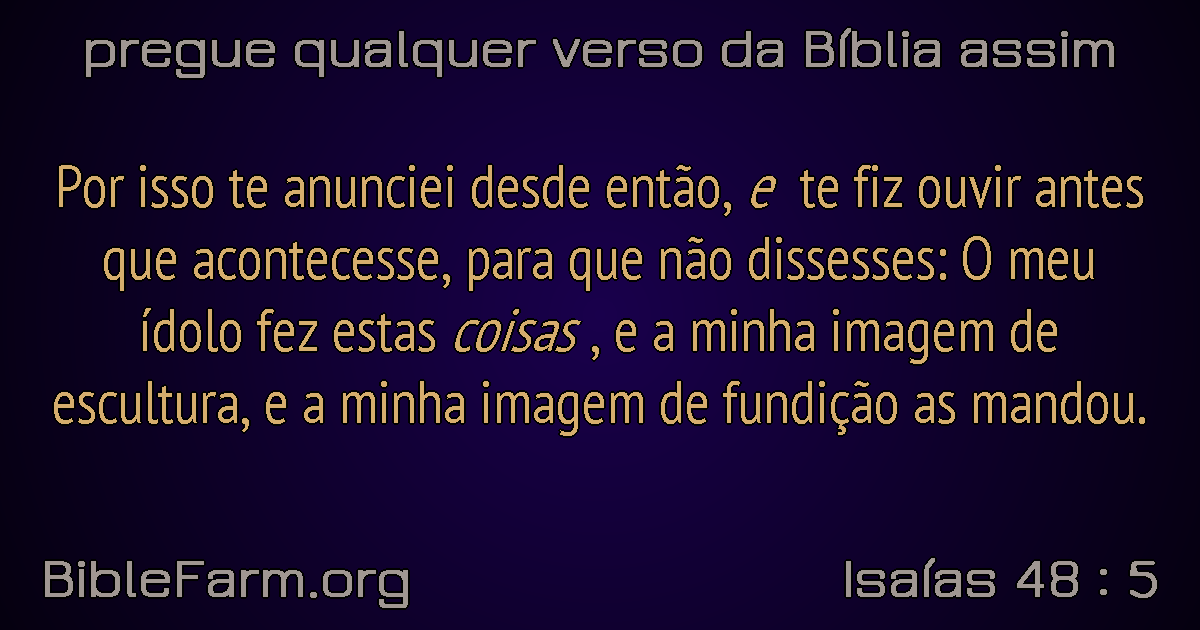 pregue qualquer verso da Bíblia assim
Por isso te anunciei desde então, e te fiz ouvir antes
que acontecesse, para que não dissesses: O meu
ídolo fez estas coisas , e a minha imagem de
escultura, e a minha imagem de fundição as mandou.
BibleFarm.org
Isaías 48 : 5